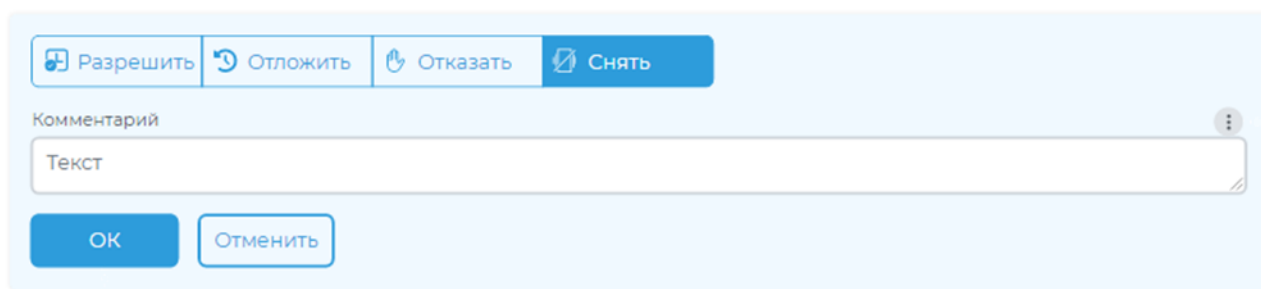 Разрешить Отложить Отказать Снять
Комментарий
Текст
ОК Отменить